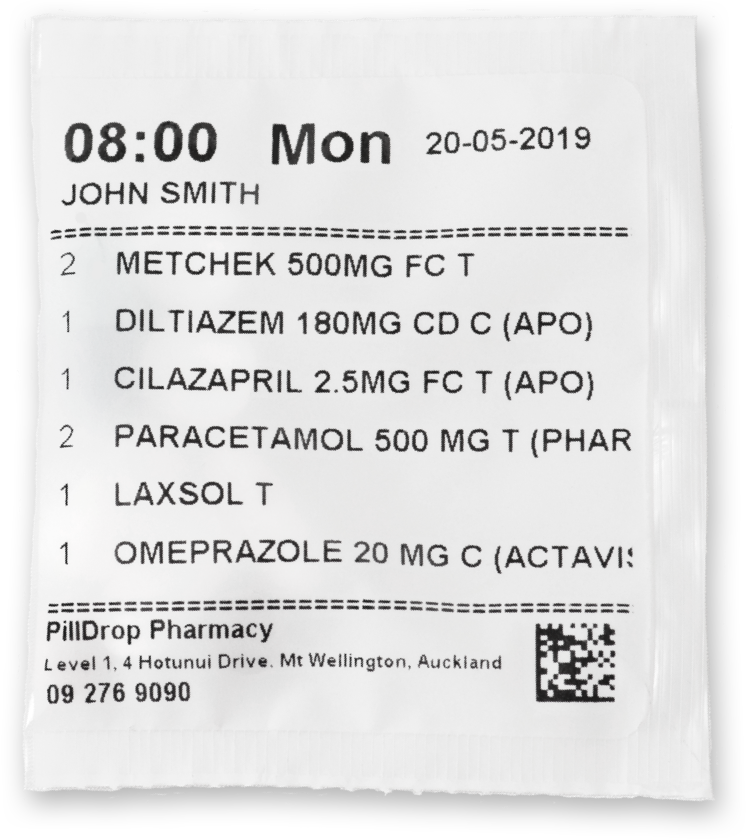 08:00 Mon 20-05-2019
JOHN SMITH
2 METCHEK 500MG FC T
1 DILTIAZEM 180MG CD C (APO)
1 CILAZAPRIL 2.5MG FC T (APO)
2 PARACETAMOL 500 MG T (PHAR
1 LAXSOL T
1 OMEPRAZOLE 20 MG C (ACTAVIS
PillDrop Pharmacy
Level 1, 4 Hotunui Drive. Mt Wellington, Auckland
09 276 9090